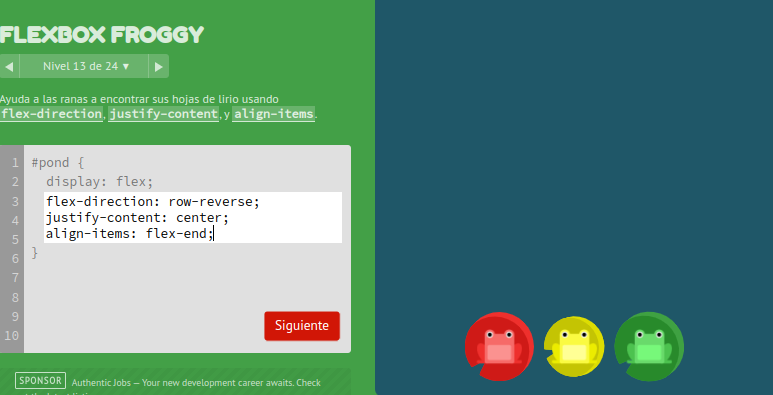 FLEXBOX FROGGY
◀ Nivel 13 de 24 ▼ ▶
Ayuda a las ranas a encontrar sus hojas de lirio usando
flex-direction, justify-content, y align-items.
1 #pond {
2 display: flex;
3 flex-direction: row-reverse;
4 justify-content: center;
5 align-items: flex-end;
6 }
7
8
9
10
Siguiente
SPONSOR Authentic Jobs — Your new development career awaits. Check